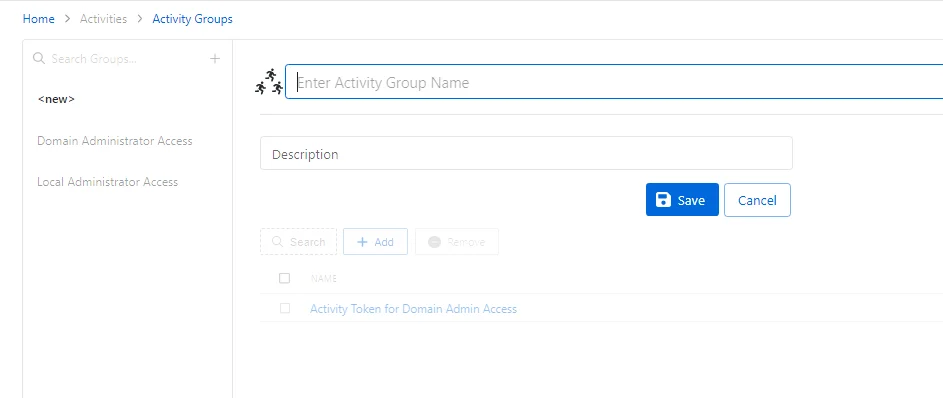 Home > Activities > Activity Groups
Search Groups...
<new>
Domain Administrator Access
Local Administrator Access
Enter Activity Group Name
Description
Save Cancel
Search Add Remove
NAME
Activity Token for Domain Admin Access